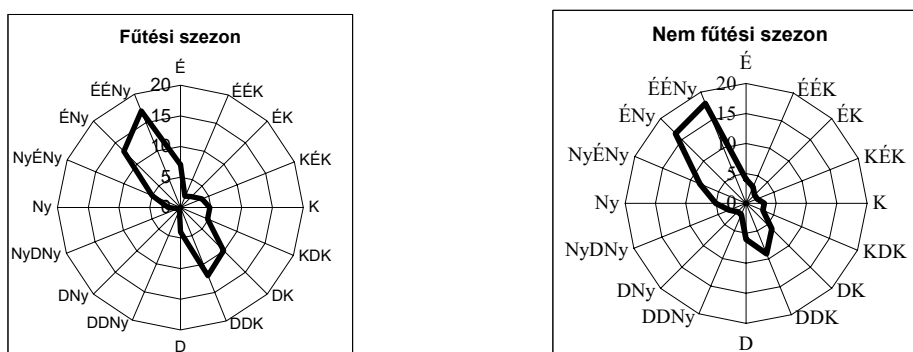 Fűtési szezon
É
ÉÉK
ÉK
KÉK
K
KDK
DK
DDK
D
DDNy
DNy
NyDNy
Ny
NyÉNy
ÉNy
ÉÉNy
20
15
10
5
0
Nem fűtési szezon
É
ÉÉK
ÉK
KÉK
K
KDK
DK
DDK
D
DDNy
DNy
NyDNy
Ny
NyÉNy
ÉNy
ÉÉNy
20
15
10
5
0